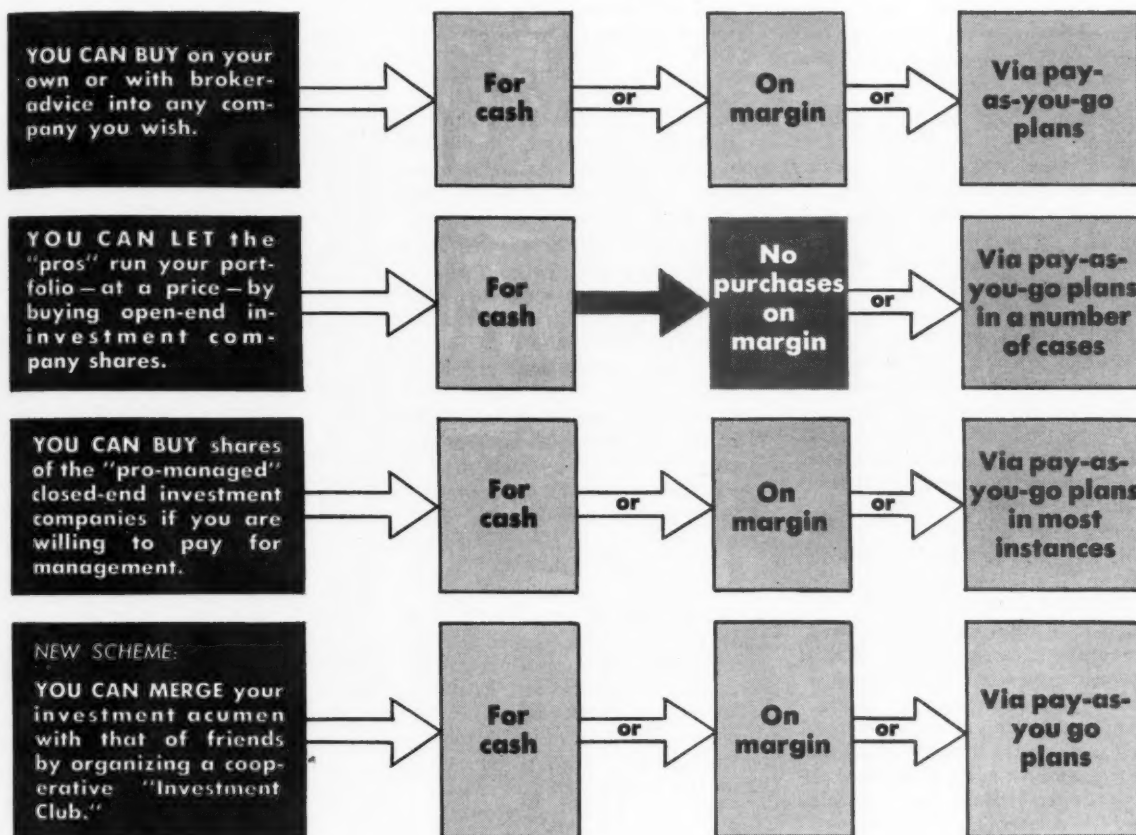 YOU CAN BUY on your
own or with broker-
advice into any com-
pany you wish.
For
cash
or
On
margin
or
Via pay-
as-you-go
plans
YOU CAN LET the
"pros" run your port-
folio — at a price — by
buying open-end in-
investment com-
pany shares.
For
cash
No
purchases
on
margin
or
Via pay-as-
you-go plans
in a number
of cases
YOU CAN BUY shares
of the "pro-managed"
closed-end investment
companies if you are
willing to pay for
management.
For
cash
or
On
margin
or
Via pay-as-
you-go plans
in most
instances
NEW SCHEME:
YOU CAN MERGE your
investment acumen
with that of friends
by organizing a coop-
erative "Investment
Club."
For
cash
or
On
margin
or
Via pay-as-
you go
plans